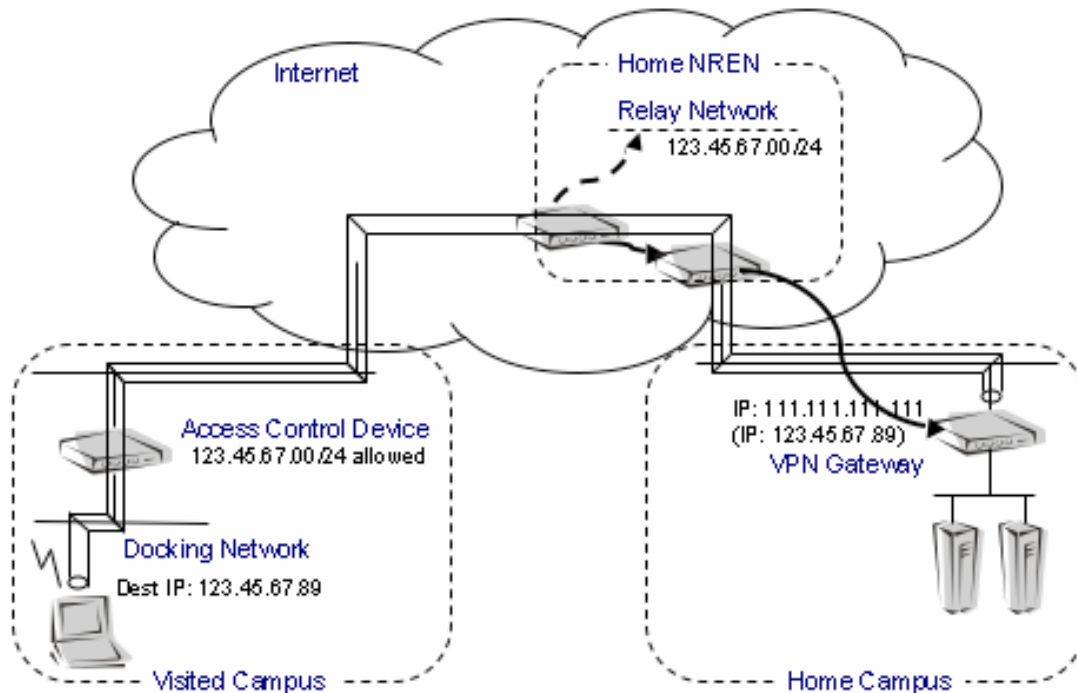 Internet
Home NREN
Relay Network
123.45.67.00/24
Access Control Device
123.45.67.00/24 allowed
Docking Network
Dest IP: 123.45.67.89
Visited Campus
IP: 111.111.111.111
(IP: 123.45.67.89)
VPN Gateway
Home Campus